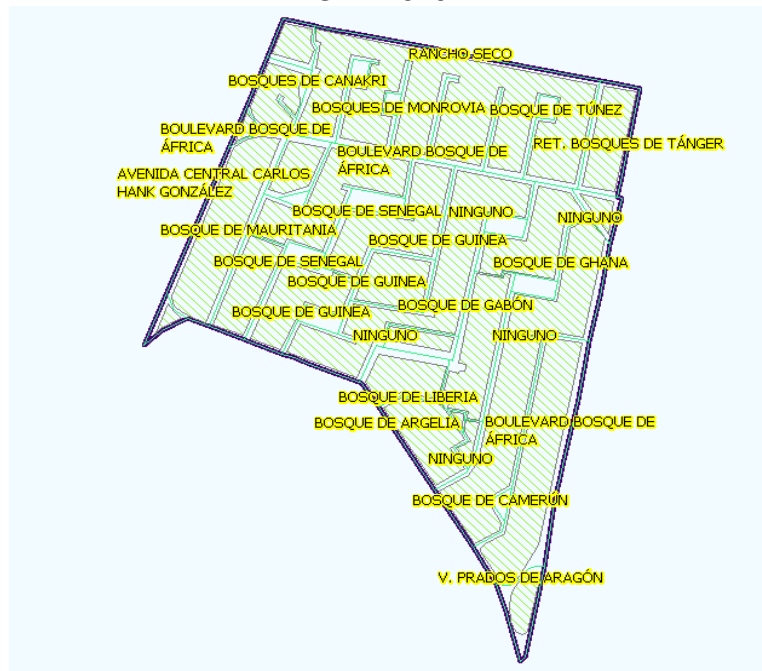 RANCHO SECO
BOSQUES DE CANAKRI
BOSQUES DE MONROVIA
BOSQUE DE TÚNEZ
BOULEVARD BOSQUE DE
ÁFRICA
RET. BOSQUES DE TÁNGER
BOULEVARD BOSQUE DE
ÁFRICA
AVENIDA CENTRAL CARLOS
HANK GONZÁLEZ
BOSQUE DE SENEGAL
NINGUNO
NINGUNO
BOSQUE DE MAURITANIA
BOSQUE DE GUINEA
BOSQUE DE SENEGAL
BOSQUE DE GHANA
BOSQUE DE GUINEA
BOSQUE DE GABÓN
BOSQUE DE GUINEA
NINGUNO
NINGUNO
BOSQUE DE LIBERIA
BOSQUE DE ARGELIA
BOULEVARD BOSQUE DE
ÁFRICA
NINGUNO
BOSQUE DE CAMERÚN
V. PRADOS DE ARAGÓN